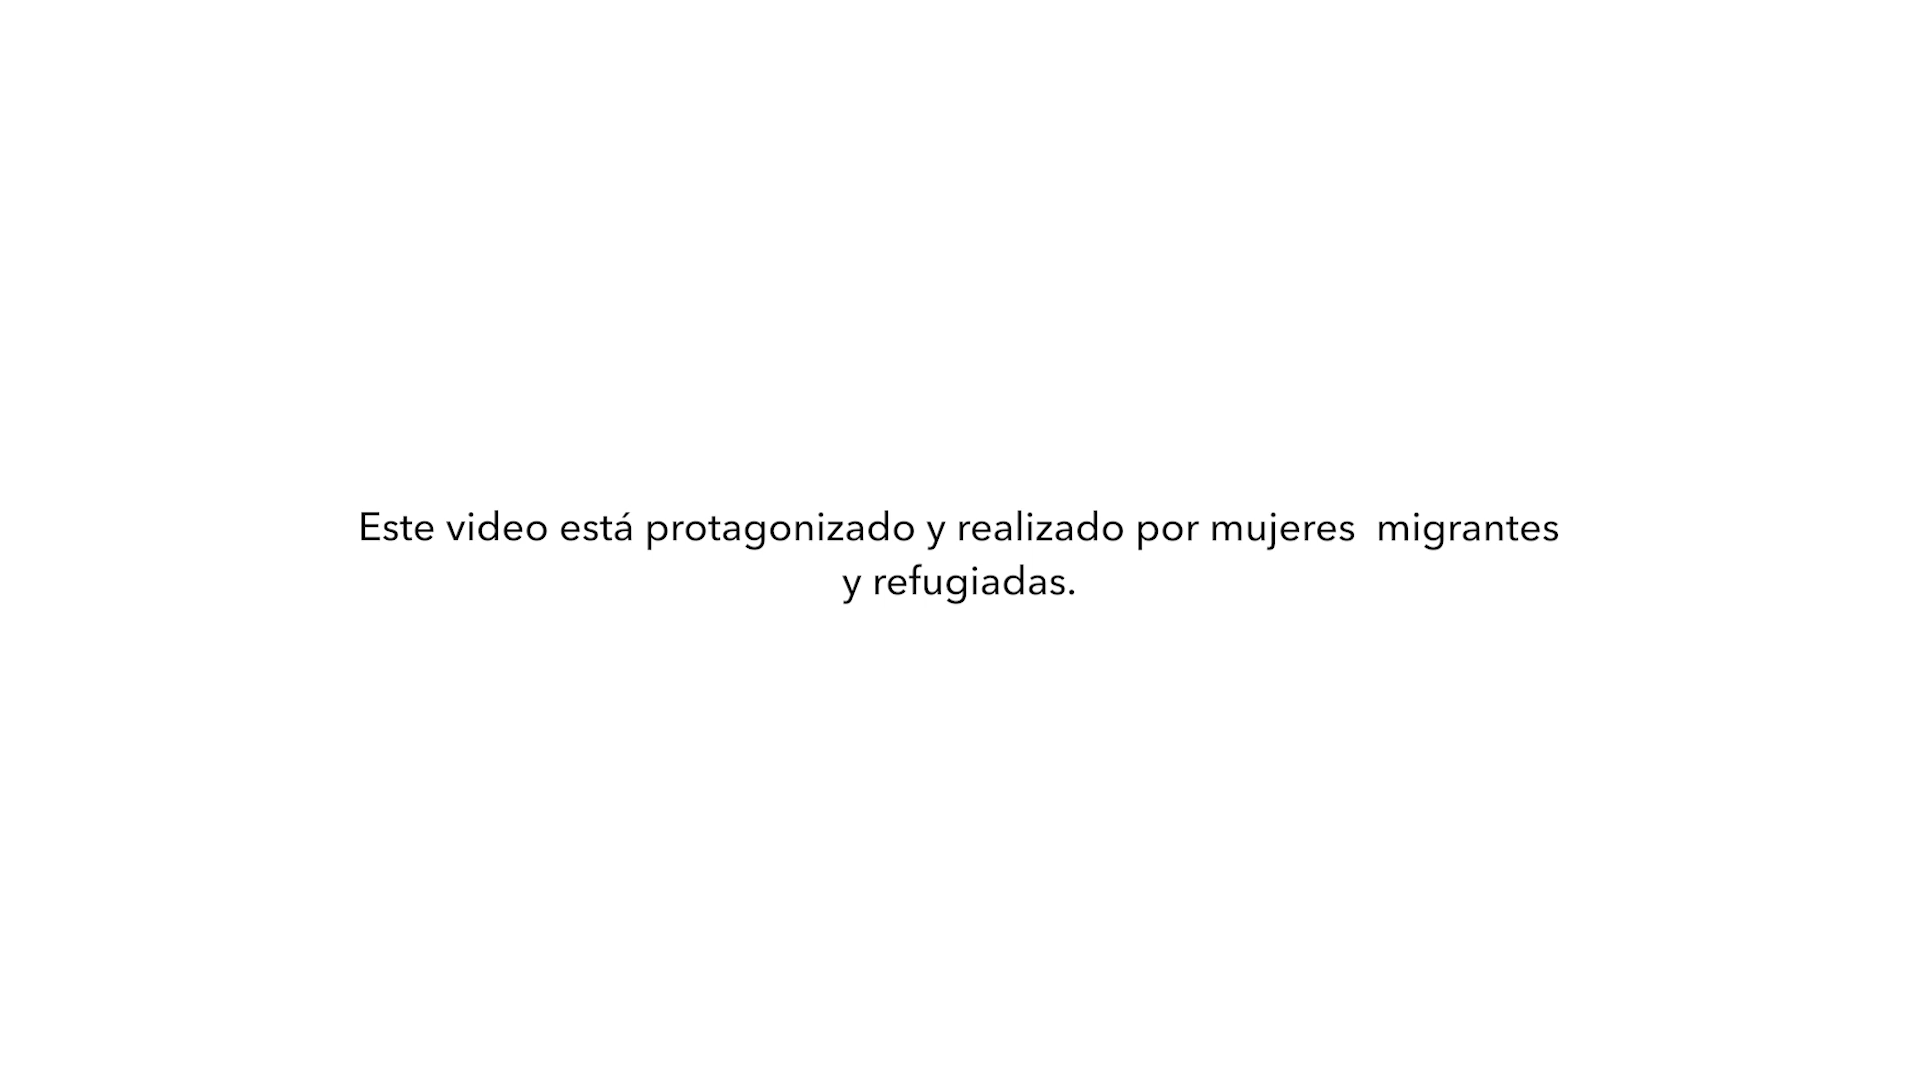 Este video está protagonizado y realizado por mujeres  migrantes
y refugiadas.